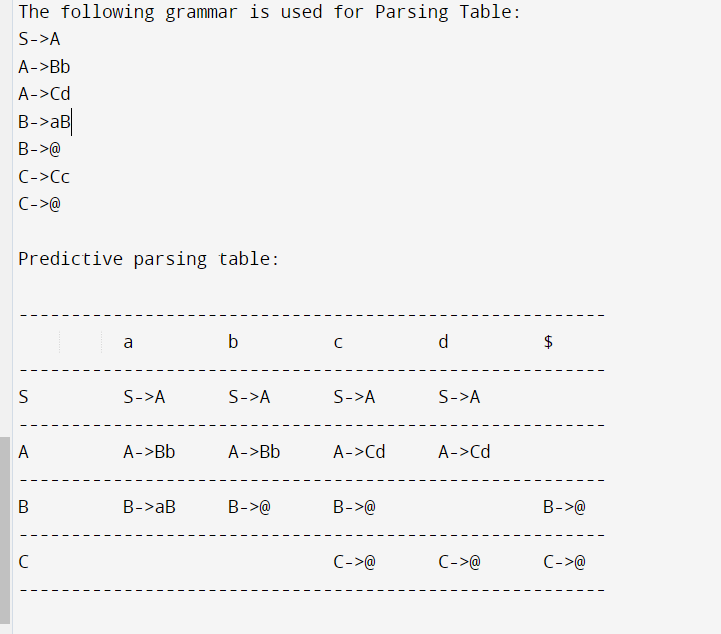 The following grammar is used for Parsing Table:
S->A
A->Bb
A->Cd
B->aB
B->@
C->Cc
C->@
Predictive parsing table:
-------------------------------------------------------
a b c d $
-------------------------------------------------------
S S->A S->A S->A S->A
-------------------------------------------------------
A A->Bb A->Bb A->Cd A->Cd
-------------------------------------------------------
B B->aB B->@ B->@ B->@
-------------------------------------------------------
C C->@ C->@ C->@
-------------------------------------------------------